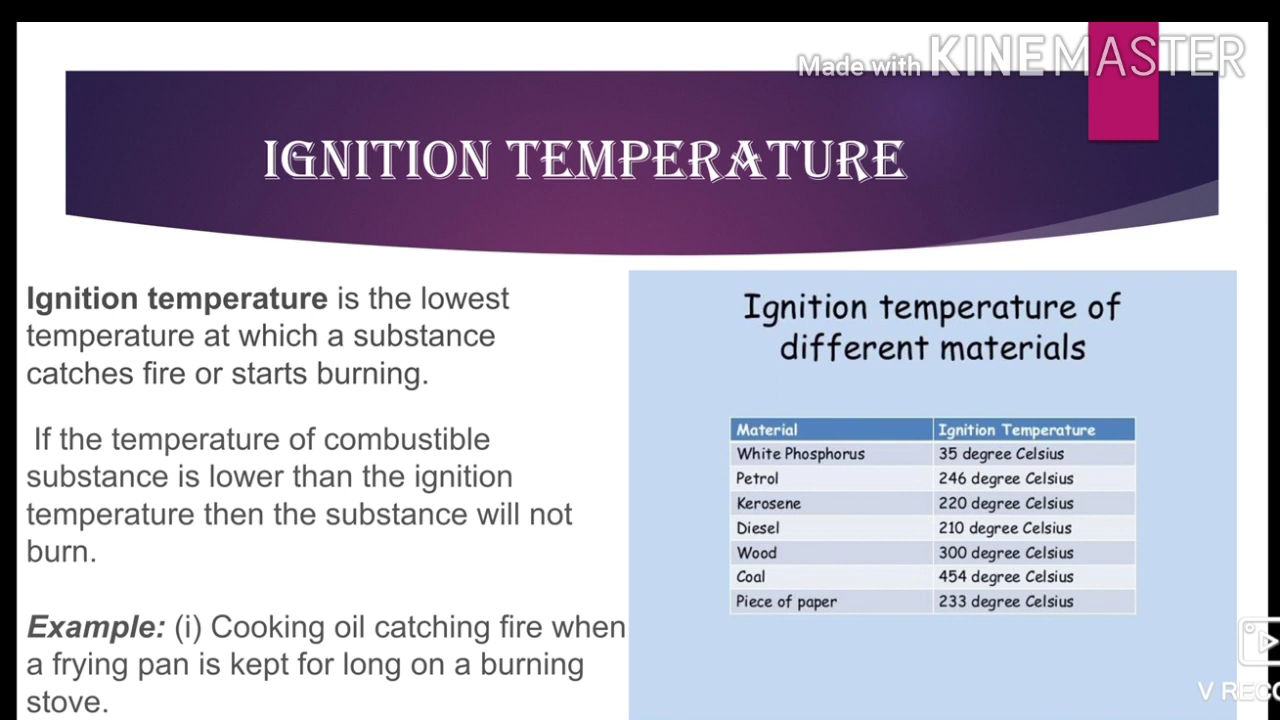 Made with KINEMASTER
IGNITION TEMPERATURE
Ignition temperature is the lowest
temperature at which a substance
catches fire or starts burning.
If the temperature of combustible
substance is lower than the ignition
temperature then the substance will not
burn.
Example: (i) Cooking oil catching fire when
a frying pan is kept for long on a burning
stove.
Ignition temperature of
different materials
Material Ignition Temperature
White Phosphorus 35 degree Celsius
Petrol 246 degree Celsius
Kerosene 220 degree Celsius
Diesel 210 degree Celsius
Wood 300 degree Celsius
Coal 454 degree Celsius
Piece of paper 233 degree Celsius
V